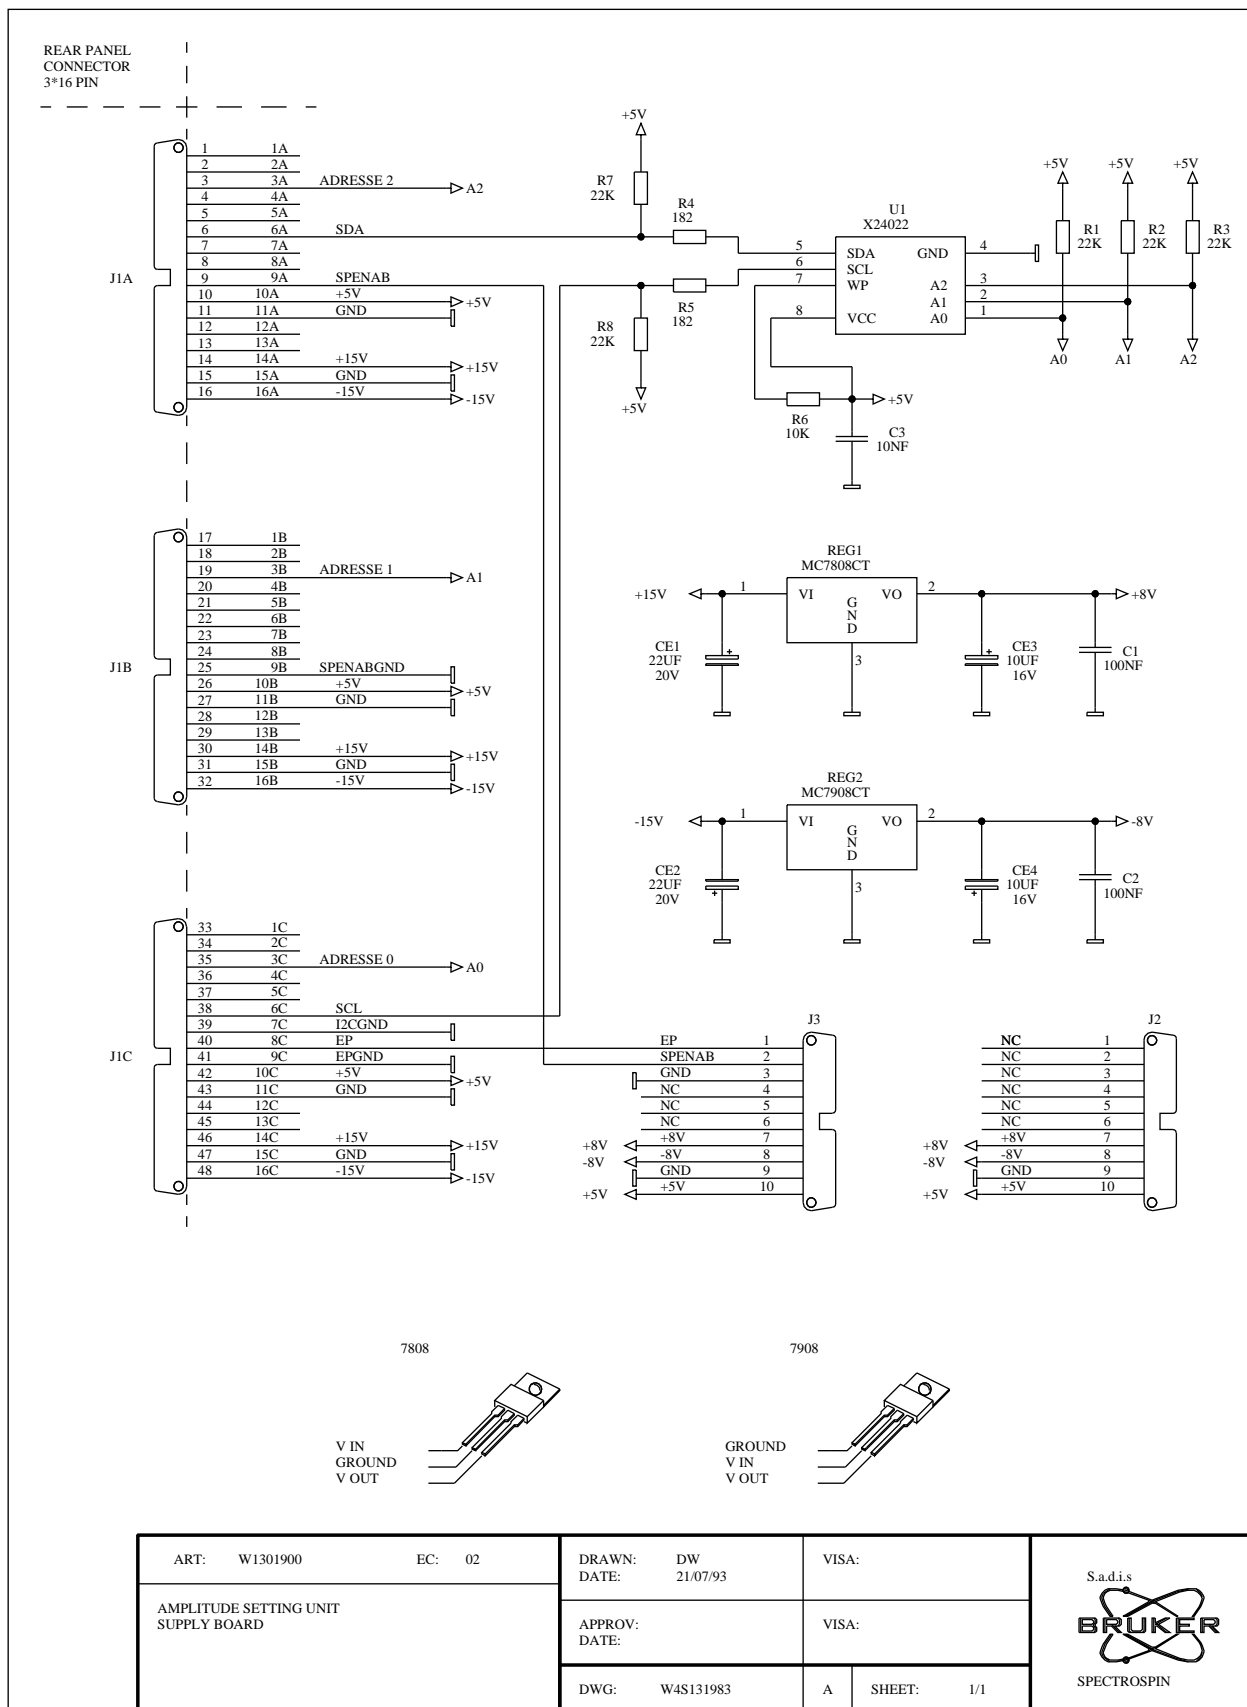 REAR PANEL
CONNECTOR
3*16 PIN
J1A
1 1A
2 2A
3 3A ADRESSE 2 A2
4 4A
5 5A
6 6A SDA
7 7A
8 8A
9 9A SPENAB
10 10A +5V +5V
11 11A GND
12 12A
13 13A
14 14A +15V +15V
15 15A GND
16 16A -15V -15V
+5V
R7
22K
R4
182
R5
182
R8
22K
+5V
U1
X24022
5 SDA GND 4
6 SCL
7 WP A2 3
A1 2
8 VCC A0 1
+5V +5V +5V
R1 R2 R3
22K 22K 22K
A0 A1 A2
R6
10K
+5V
C3
10NF
J1B
17 1B
18 2B
19 3B ADRESSE 1 A1
20 4B
21 5B
22 6B
23 7B
24 8B
25 9B SPENABGND
26 10B +5V +5V
27 11B GND
28 12B
29 13B
30 14B +15V +15V
31 15B GND
32 16B -15V -15V
REG1
MC7808CT
+15V 1 VI GND VO 2 +8V
3
CE1
22UF
20V
+
CE3
10UF
16V
+
C1
100NF
REG2
MC7908CT
-15V 1 VI GND VO 2 -8V
3
CE2
22UF
20V
+
CE4
10UF
16V
+
C2
100NF
J1C
33 1C
34 2C
35 3C ADRESSE 0 A0
36 4C
37 5C
38 6C SCL
39 7C I2CGND
40 8C EP
41 9C EPGND
42 10C +5V +5V
43 11C GND
44 12C
45 13C
46 14C +15V +15V
47 15C GND
48 16C -15V -15V
J3
EP 1
SPENAB 2
GND 3
NC 4
NC 5
NC 6
+8V +8V 7
-8V -8V 8
GND 9
+5V +5V 10
J2
NC 1
NC 2
NC 3
NC 4
NC 5
NC 6
+8V +8V 7
-8V -8V 8
GND 9
+5V +5V 10
7808
V IN
GROUND
V OUT
7908
GROUND
V IN
V OUT
ART: W1301900 EC: 02
AMPLITUDE SETTING UNIT
SUPPLY BOARD
DRAWN: DW
DATE: 21/07/93
VISA:
APPROV:
DATE:
VISA:
DWG: W4S131983 A SHEET: 1/1
S.a.d.i.s
BRUKER
SPECTROSPIN